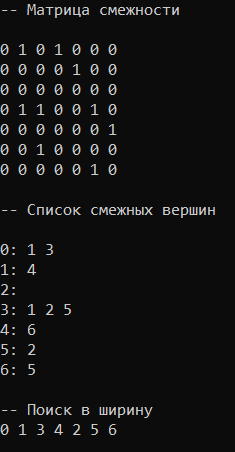 -- Матрица смежности
0 1 0 1 0 0 0
0 0 0 0 1 0 0
0 0 0 0 0 0 0
0 1 1 0 0 1 0
0 0 0 0 0 0 1
0 0 1 0 0 0 0
0 0 0 0 0 1 0
-- Список смежных вершин
0: 1 3
1: 4
2:
3: 1 2 5
4: 6
5: 2
6: 5
-- Поиск в ширину
0 1 3 4 2 5 6